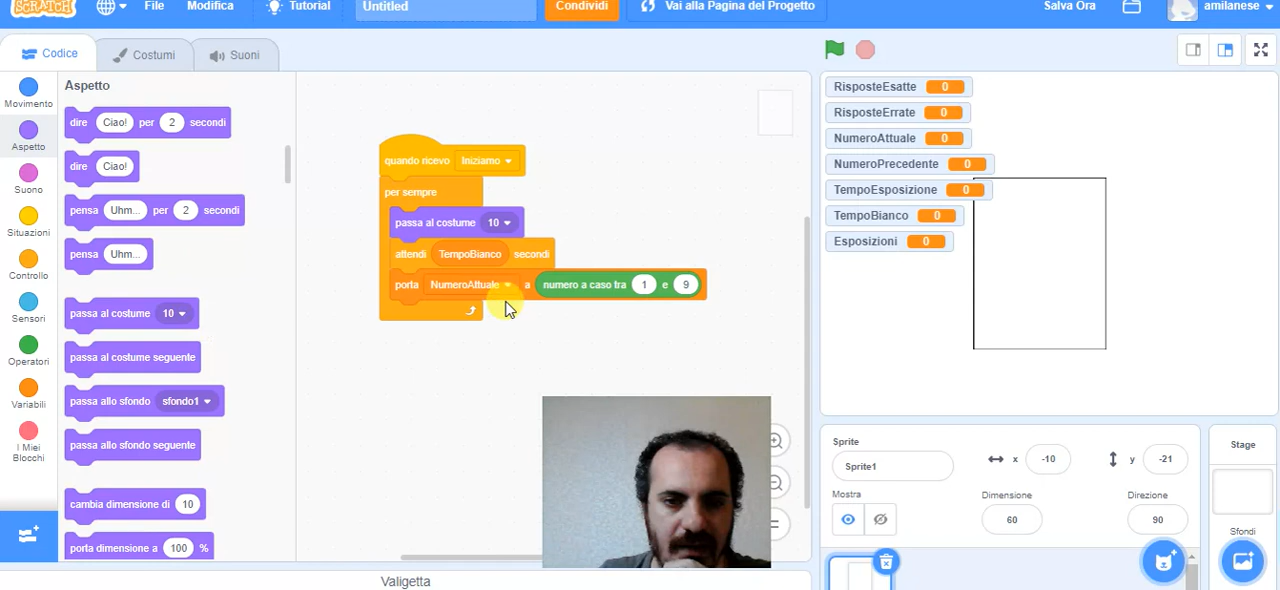 SCRATCH File Modifica Tutorial Untitled Condividi Vai alla Pagina del Progetto Salva Ora amilanese
Codice Costumi Suoni
Movimento
Aspetto
Suono
Situazioni
Controllo
Sensori
Operatori
Variabili
I Miei
Blocchi
Aspetto
dire Ciao! per 2 secondi
dire Ciao!
pensa Uhm... per 2 secondi
pensa Uhm...
passa al costume 10
passa al costume seguente
passa allo sfondo sfondo1
passa allo sfondo seguente
cambia dimensione di 10
porta dimensione a 100 %
quando ricevo Iniziamo
per sempre
passa al costume 10
attendi TempoBianco secondi
porta NumeroAttuale a numero a caso tra 1 e 9
RisposteEsatte 0
RisposteErrate 0
NumeroAttuale 0
NumeroPrecedente 0
TempoEsposizione 0
TempoBianco 0
Esposizioni 0
Sprite
Sprite1 x -10 y -21
Mostra Dimensione Direzione
60 90
Stage
Sfondi
Valigetta